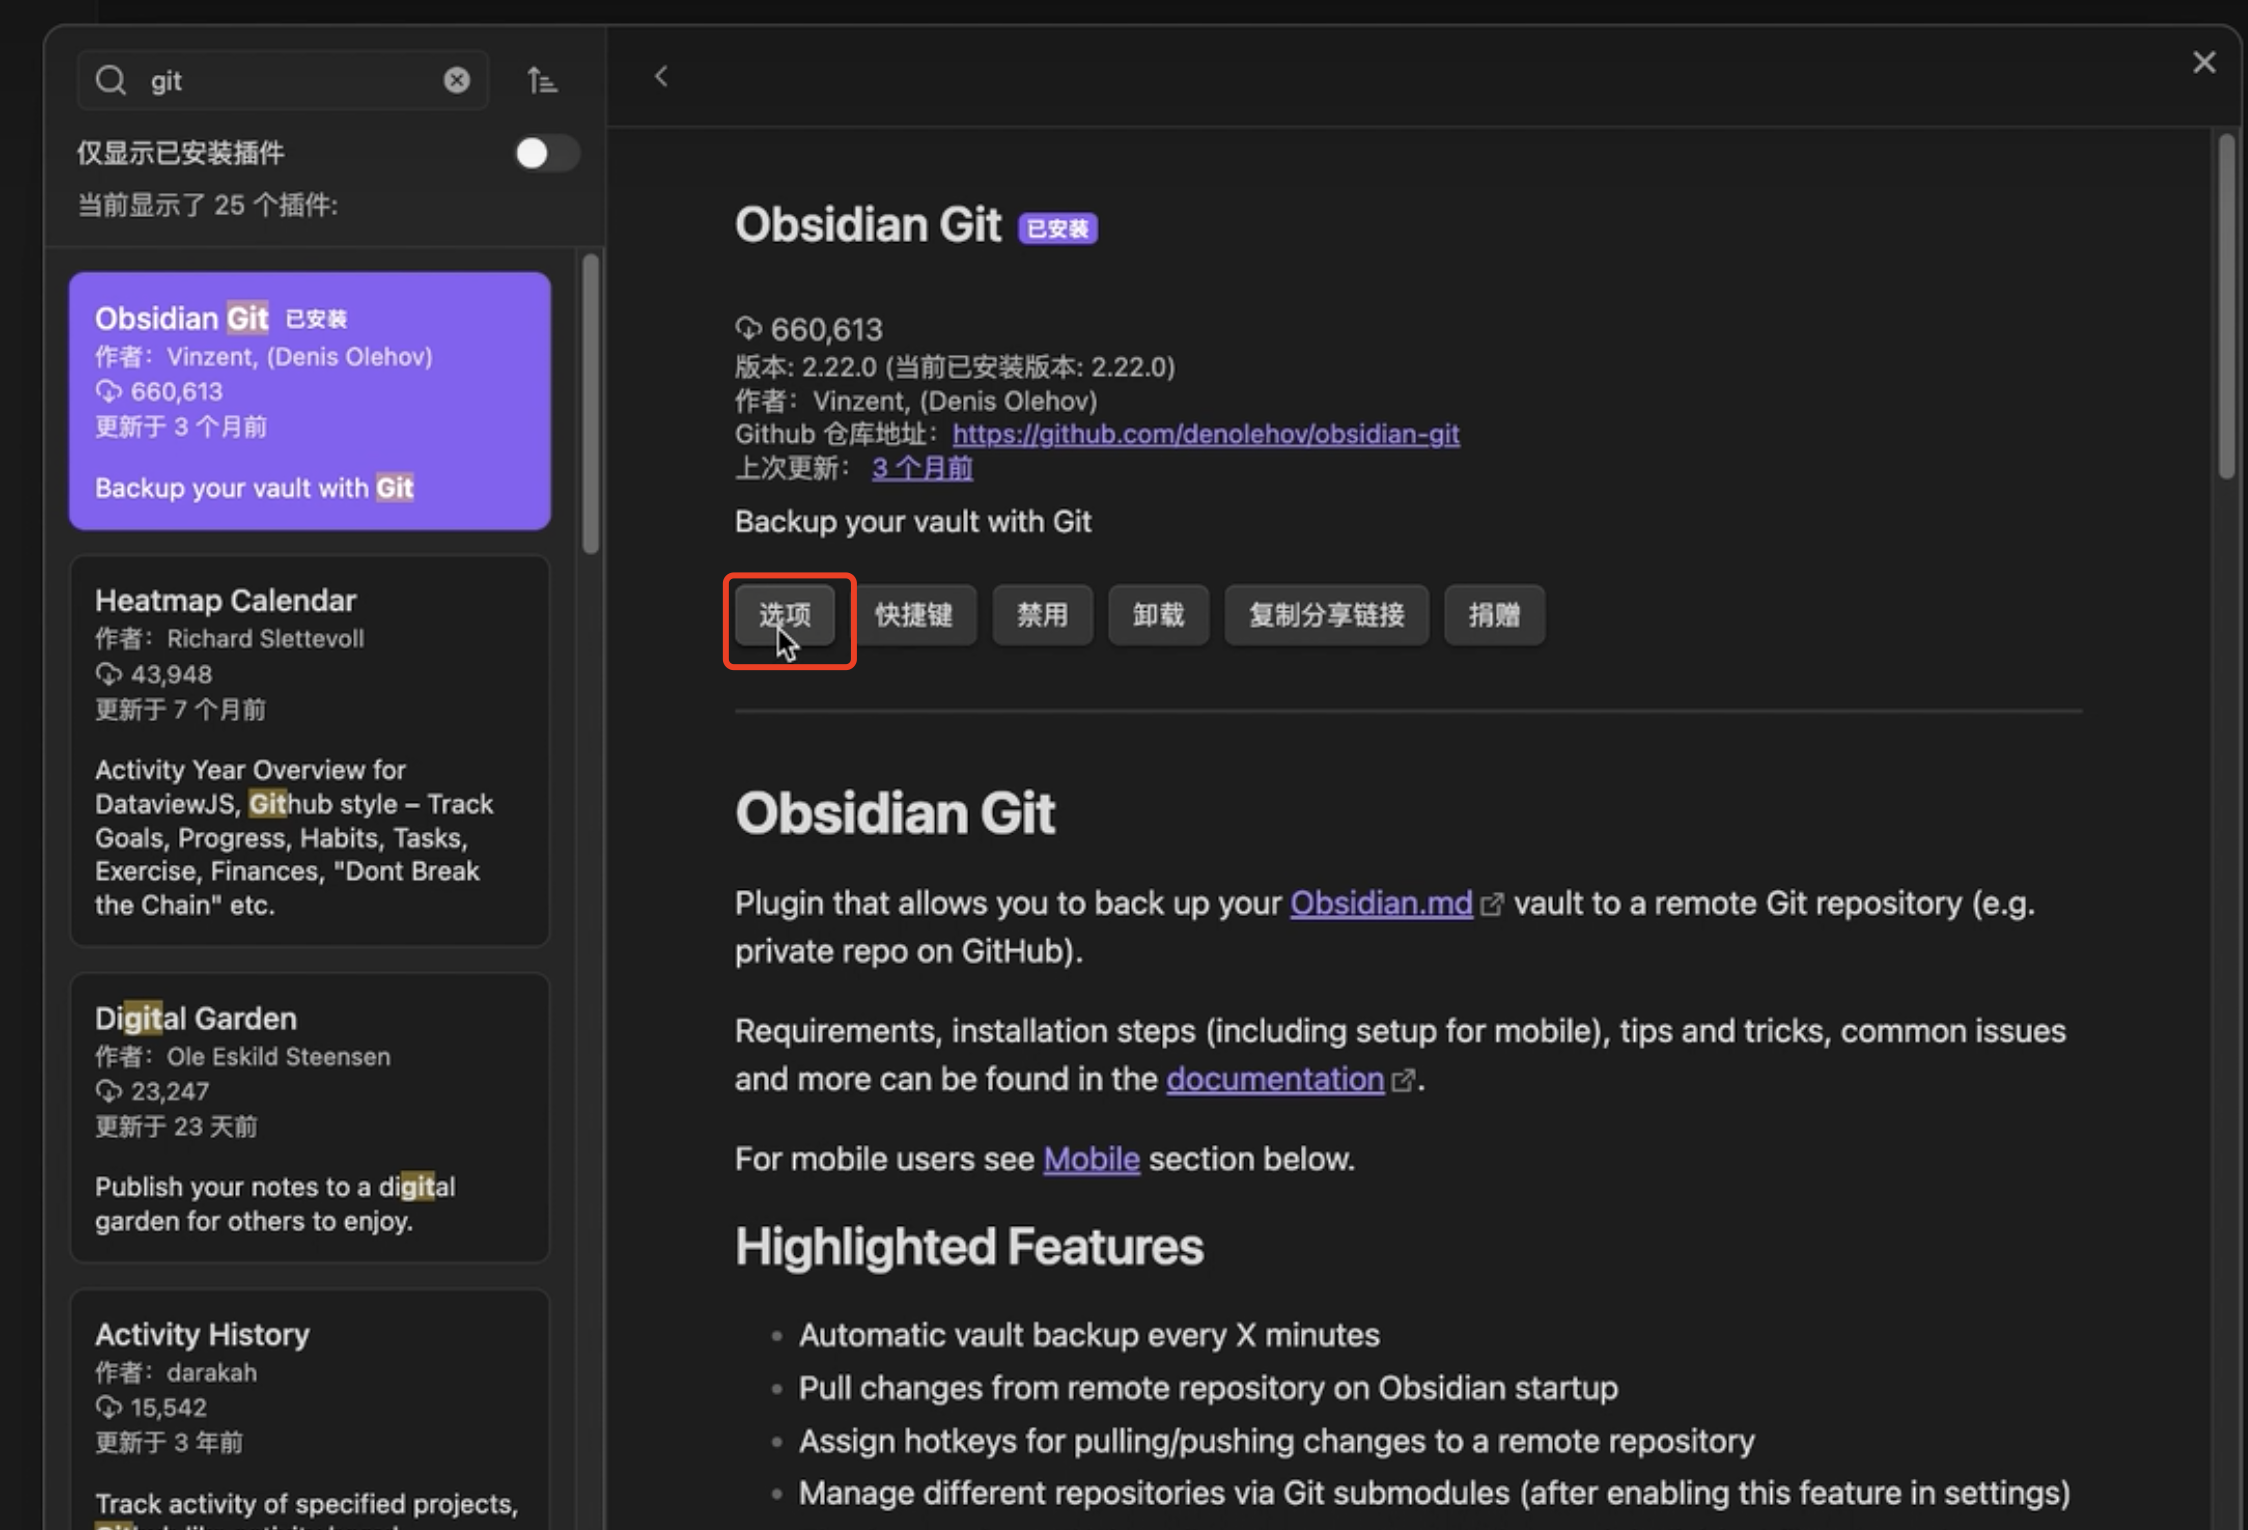 git
仅显示已安装插件
当前显示了 25 个插件:
Obsidian Git 已安装
作者： Vinzent, (Denis Olehov)
660,613
更新于 3 个月前
Backup your vault with Git
Heatmap Calendar
作者： Richard Slettevoll
43,948
更新于 7 个月前
Activity Year Overview for
DataviewJS, Github style – Track
Goals, Progress, Habits, Tasks,
Exercise, Finances, "Dont Break
the Chain" etc.
Digital Garden
作者： Ole Eskild Steensen
23,247
更新于 23 天前
Publish your notes to a digital
garden for others to enjoy.
Activity History
作者： darakah
15,542
更新于 3 年前
Track activity of specified projects,
Obsidian Git 已安装
660,613
版本: 2.22.0 (当前已安装版本: 2.22.0)
作者： Vinzent, (Denis Olehov)
Github 仓库地址： https://github.com/denolehov/obsidian-git
上次更新： 3 个月前
Backup your vault with Git
选项 快捷键 禁用 卸载 复制分享链接 捐赠
Obsidian Git
Plugin that allows you to back up your Obsidian.md vault to a remote Git repository (e.g.
private repo on GitHub).
Requirements, installation steps (including setup for mobile), tips and tricks, common issues
and more can be found in the documentation.
For mobile users see Mobile section below.
Highlighted Features
• Automatic vault backup every X minutes
• Pull changes from remote repository on Obsidian startup
• Assign hotkeys for pulling/pushing changes to a remote repository
• Manage different repositories via Git submodules (after enabling this feature in settings)